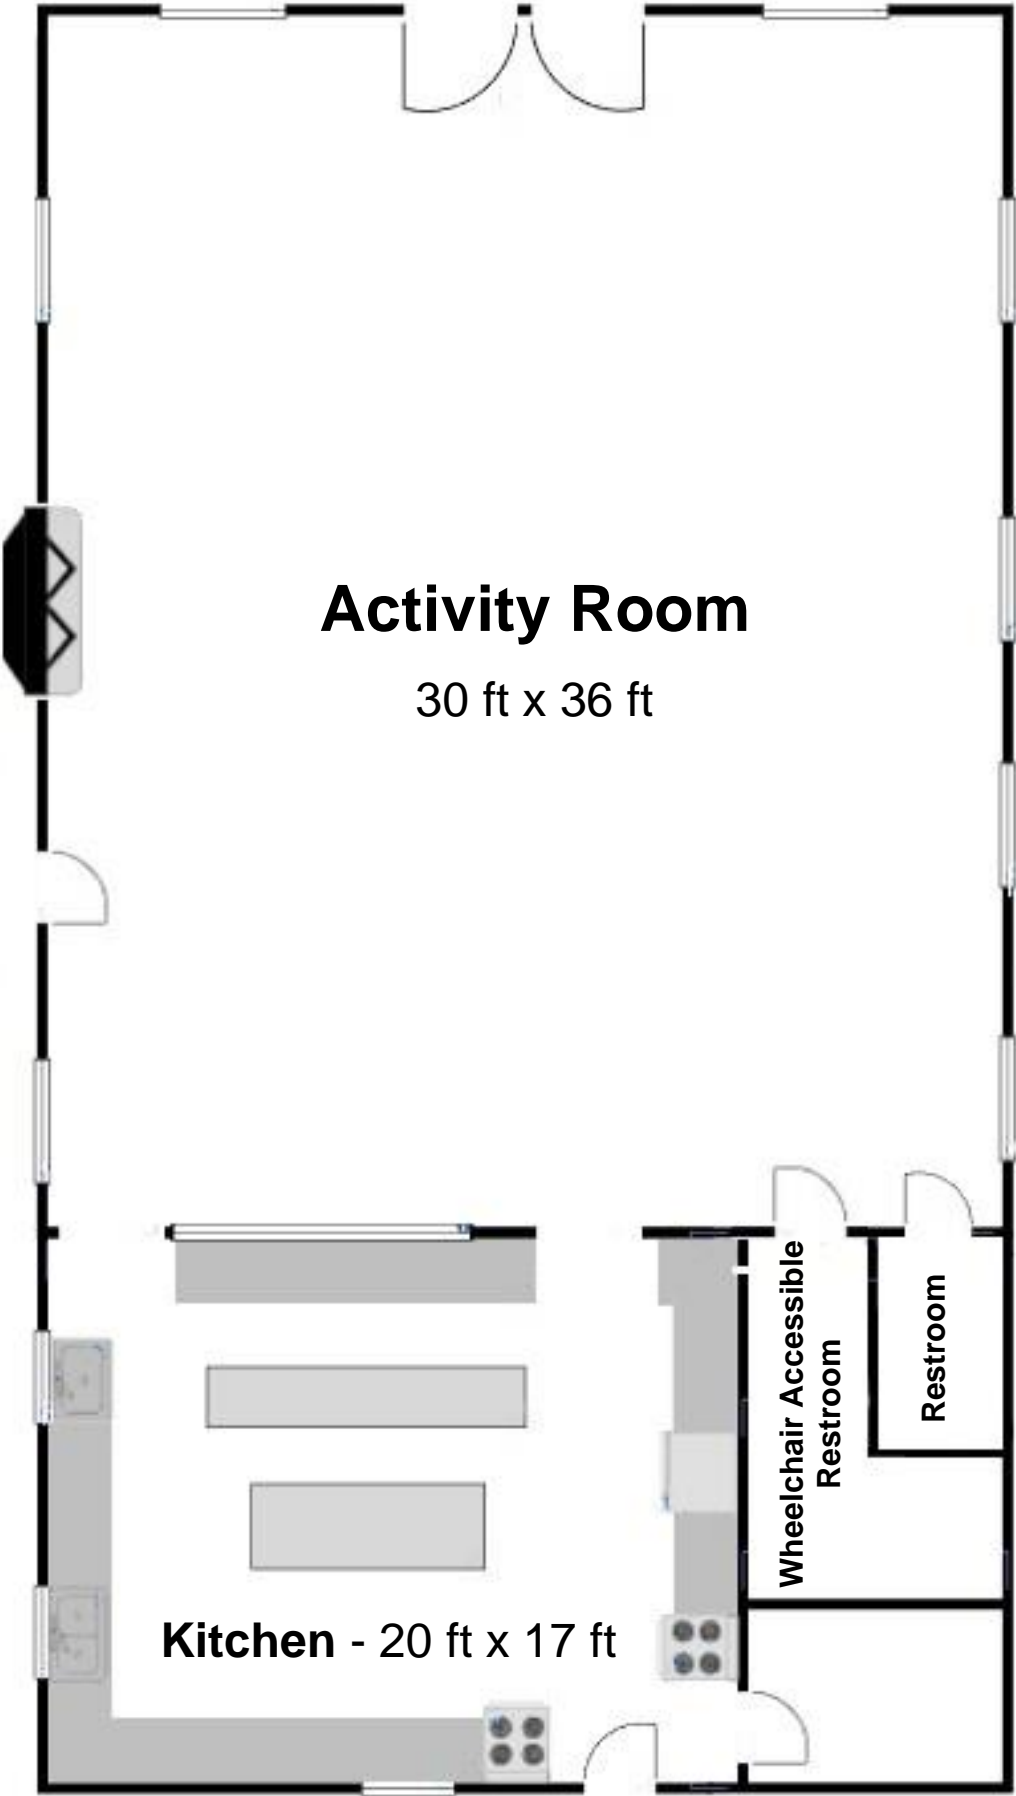 Activity Room
30 ft x 36 ft
Wheelchair Accessible
Restroom
Restroom
Kitchen - 20 ft x 17 ft